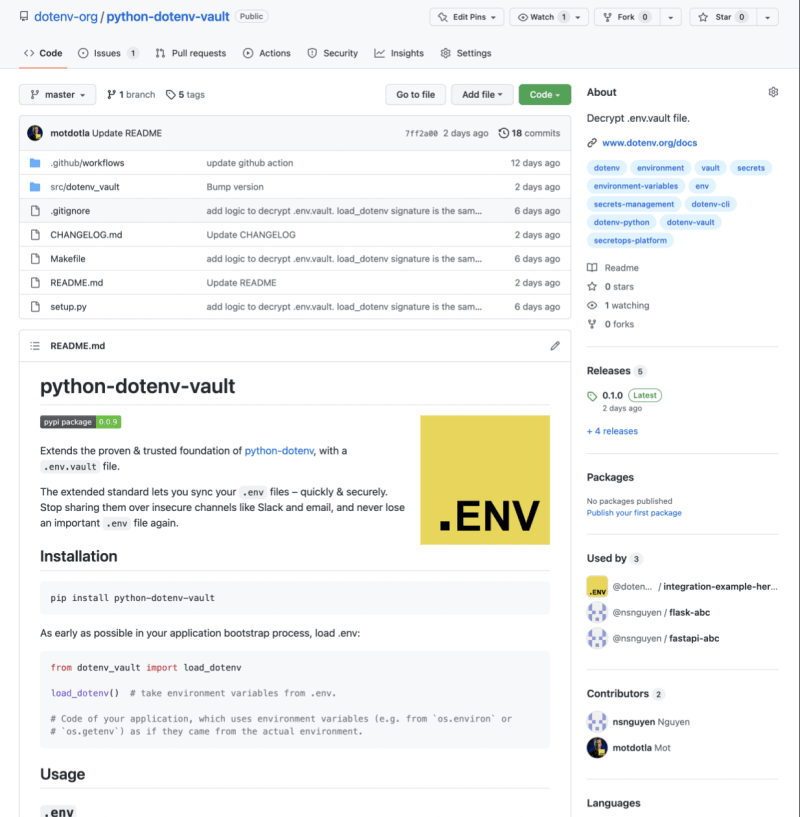 dotenv-org / python-dotenv-vault Public
Edit Pins Watch 1 Fork 0 Star 0
Code Issues 1 Pull requests Actions Security Insights Settings
master 1 branch 5 tags Go to file Add file Code
motdotla Update README 7ff2a00 2 days ago 18 commits
.github/workflows update github action 12 days ago
src/dotenv_vault Bump version 2 days ago
.gitignore add logic to decrypt .env.vault. load_dotenv signature is the sam... 6 days ago
CHANGELOG.md Update CHANGELOG 2 days ago
Makefile add logic to decrypt .env.vault. load_dotenv signature is the sam... 6 days ago
README.md Update README 2 days ago
setup.py add logic to decrypt .env.vault. load_dotenv signature is the sam... 6 days ago
README.md
python-dotenv-vault
pypi package 0.0.9
Extends the proven & trusted foundation of python-dotenv, with a
.env.vault file.
The extended standard lets you sync your .env files – quickly & securely.
Stop sharing them over insecure channels like Slack and email, and never lose
an important .env file again.
.ENV
Installation
pip install python-dotenv-vault
As early as possible in your application bootstrap process, load .env:
from dotenv_vault import load_dotenv
load_dotenv() # take environment variables from .env.
# Code of your application, which uses environment variables (e.g. from `os.environ` or
# `os.getenv`) as if they came from the actual environment.
Usage
.env
About
Decrypt .env.vault file.
www.dotenv.org/docs
dotenv environment vault secrets
environment-variables env
secrets-management dotenv-cli
dotenv-python dotenv-vault
secretops-platform
Readme
0 stars
1 watching
0 forks
Releases 5
0.1.0 Latest
2 days ago
+ 4 releases
Packages
No packages published
Publish your first package
Used by 3
.ENV @doten... / integration-example-her...
@nsnguyen / flask-abc
@nsnguyen / fastapi-abc
Contributors 2
nsnguyen Nguyen
motdotla Mot
Languages